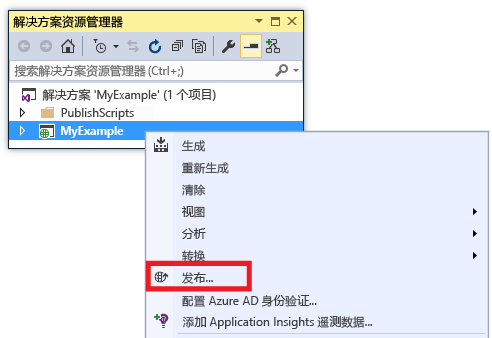 解决方案资源管理器
搜索解决方案资源管理器(Ctrl+;)
解决方案 'MyExample' (1 个项目)
PublishScripts
MyExample
生成
重新生成
清除
视图
分析
转换
发布...
配置 Azure AD 身份验证...
添加 Application Insights 遥测数据...